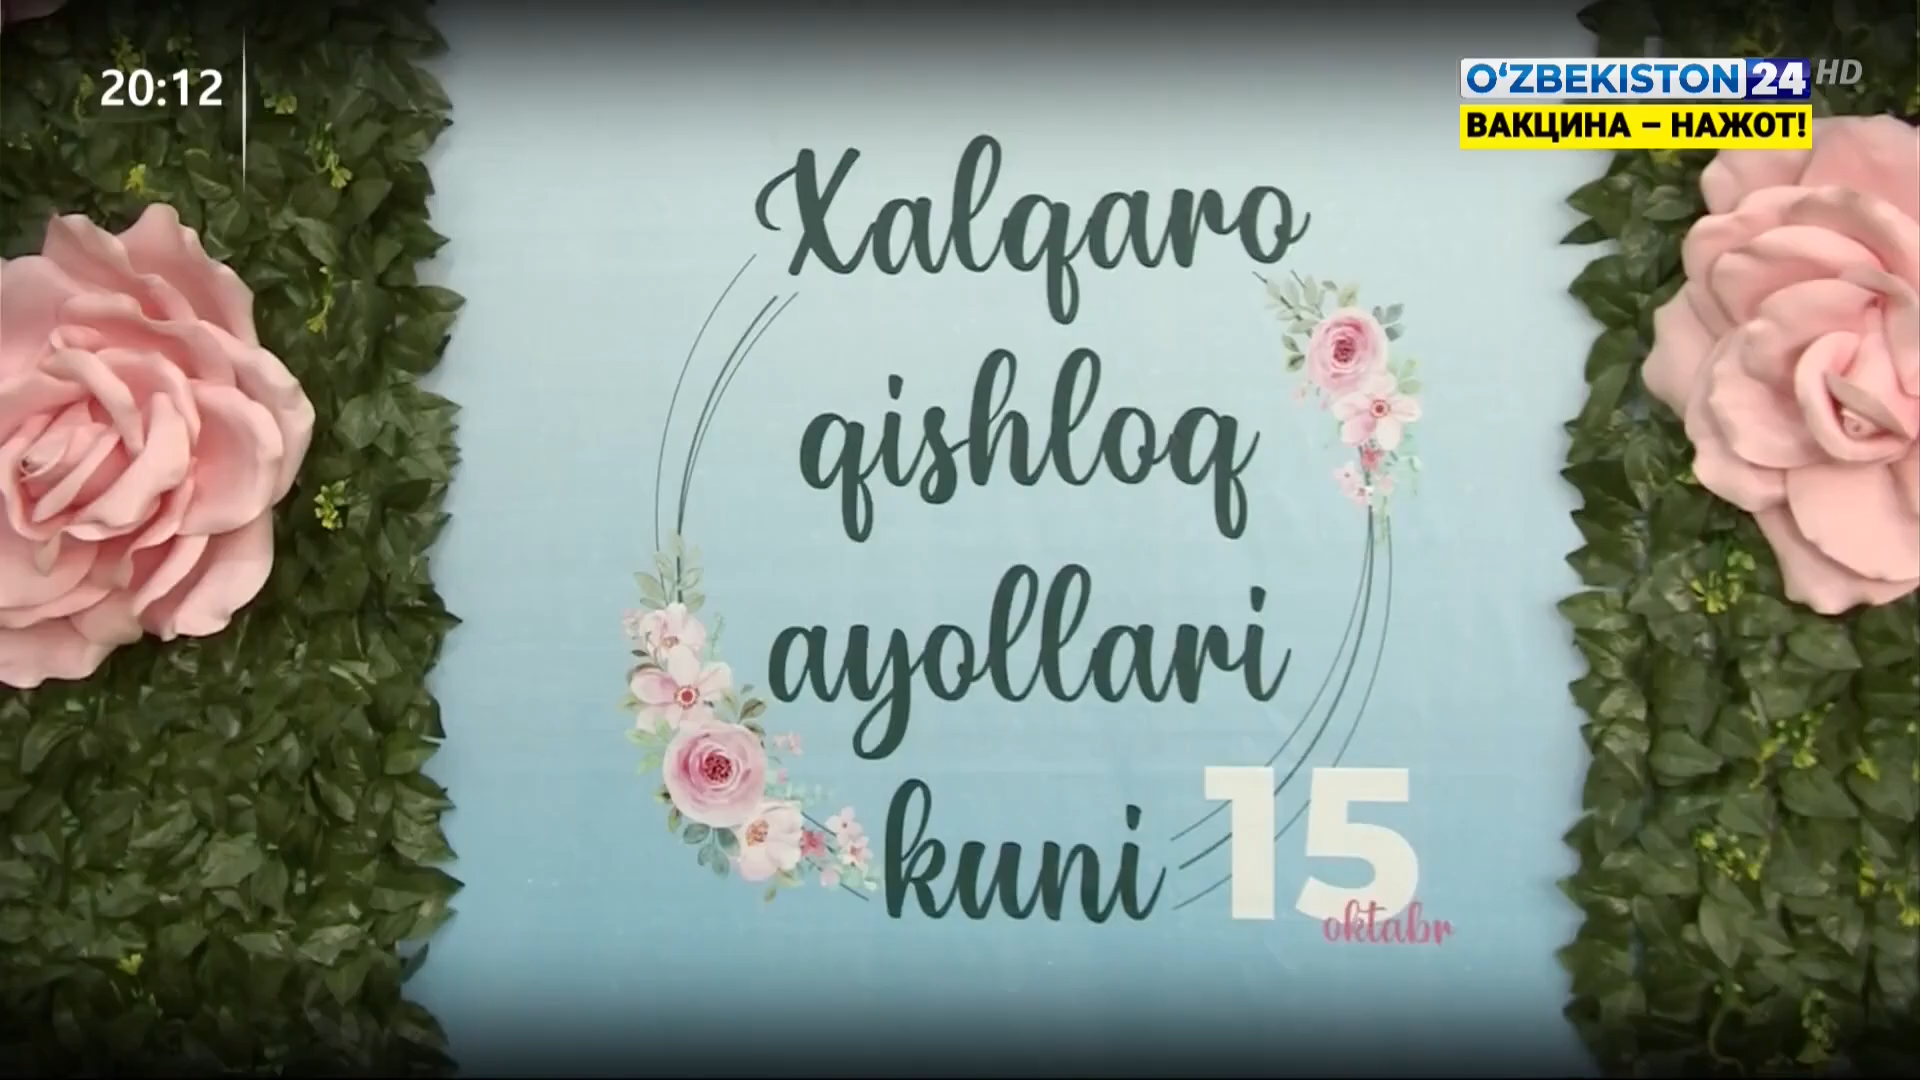 20:12
O‘ZBEKISTON 24 HD
ВАКЦИНА – НАЖОТ!
Xalqaro
qishloq
ayollari
kuni 15
oktabr